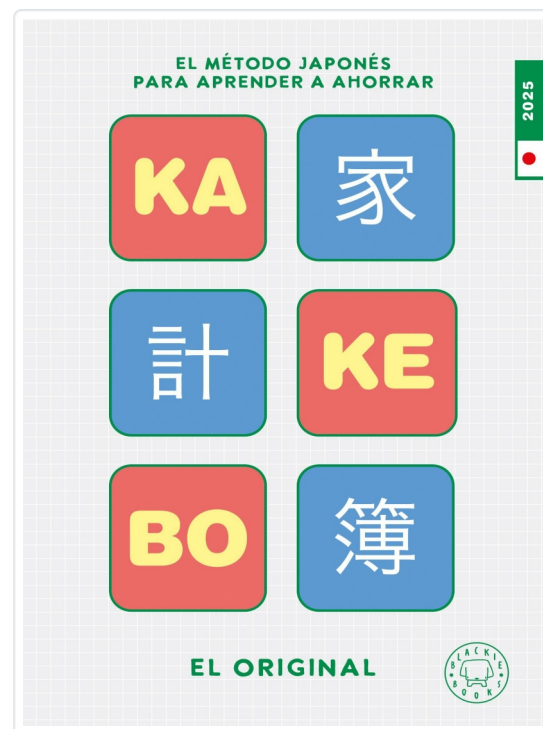 EL MÉTODO JAPONÉS
PARA APRENDER A AHORRAR
2025
KA 家
計 KE
BO 簿
EL ORIGINAL
BLACKIE BOOKS